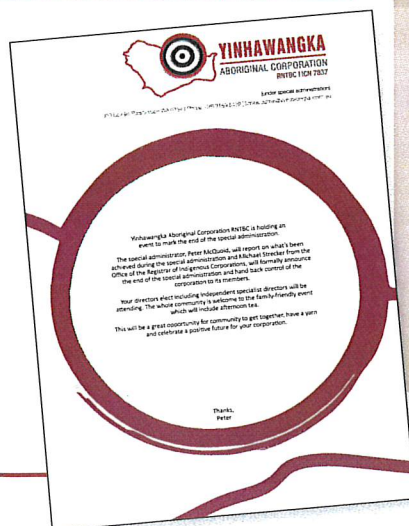 YINHAWANGKA
ABORIGINAL CORPORATION
RNTBC ICN 7837
(under special administration)
Yinhawangka Aboriginal Corporation RNTBC is holding an
event to mark the end of the special administration.
The special administrator, Peter McQuoid, will report on what's been
achieved during the special administration and Michael Strecker from the
Office of the Registrar of Indigenous Corporations, will formally announce
the end of the special administration and hand back control of the
corporation to its members.
Your directors elect including independent specialist directors will be
attending. The whole community is welcome to the family-friendly event
which will include afternoon tea.
This will be a great opportunity for community to get together, have a yarn
and celebrate a positive future for your corporation.
Thanks,
Peter